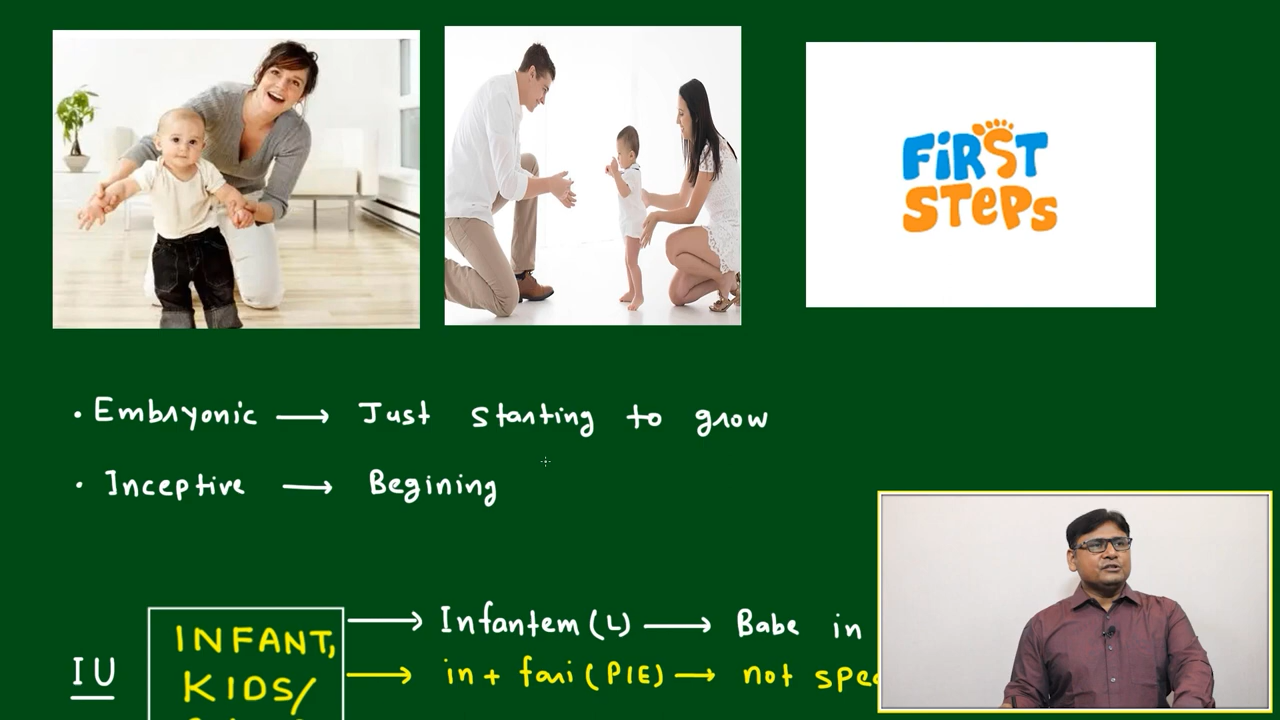 FiRST
STePs
• Embryonic → Just starting to grow
• Inceptive → Begining
IU
INFANT,
KIDS/
→ Infantem (L) → Babe in
→ in + fari (PIE) → not spea